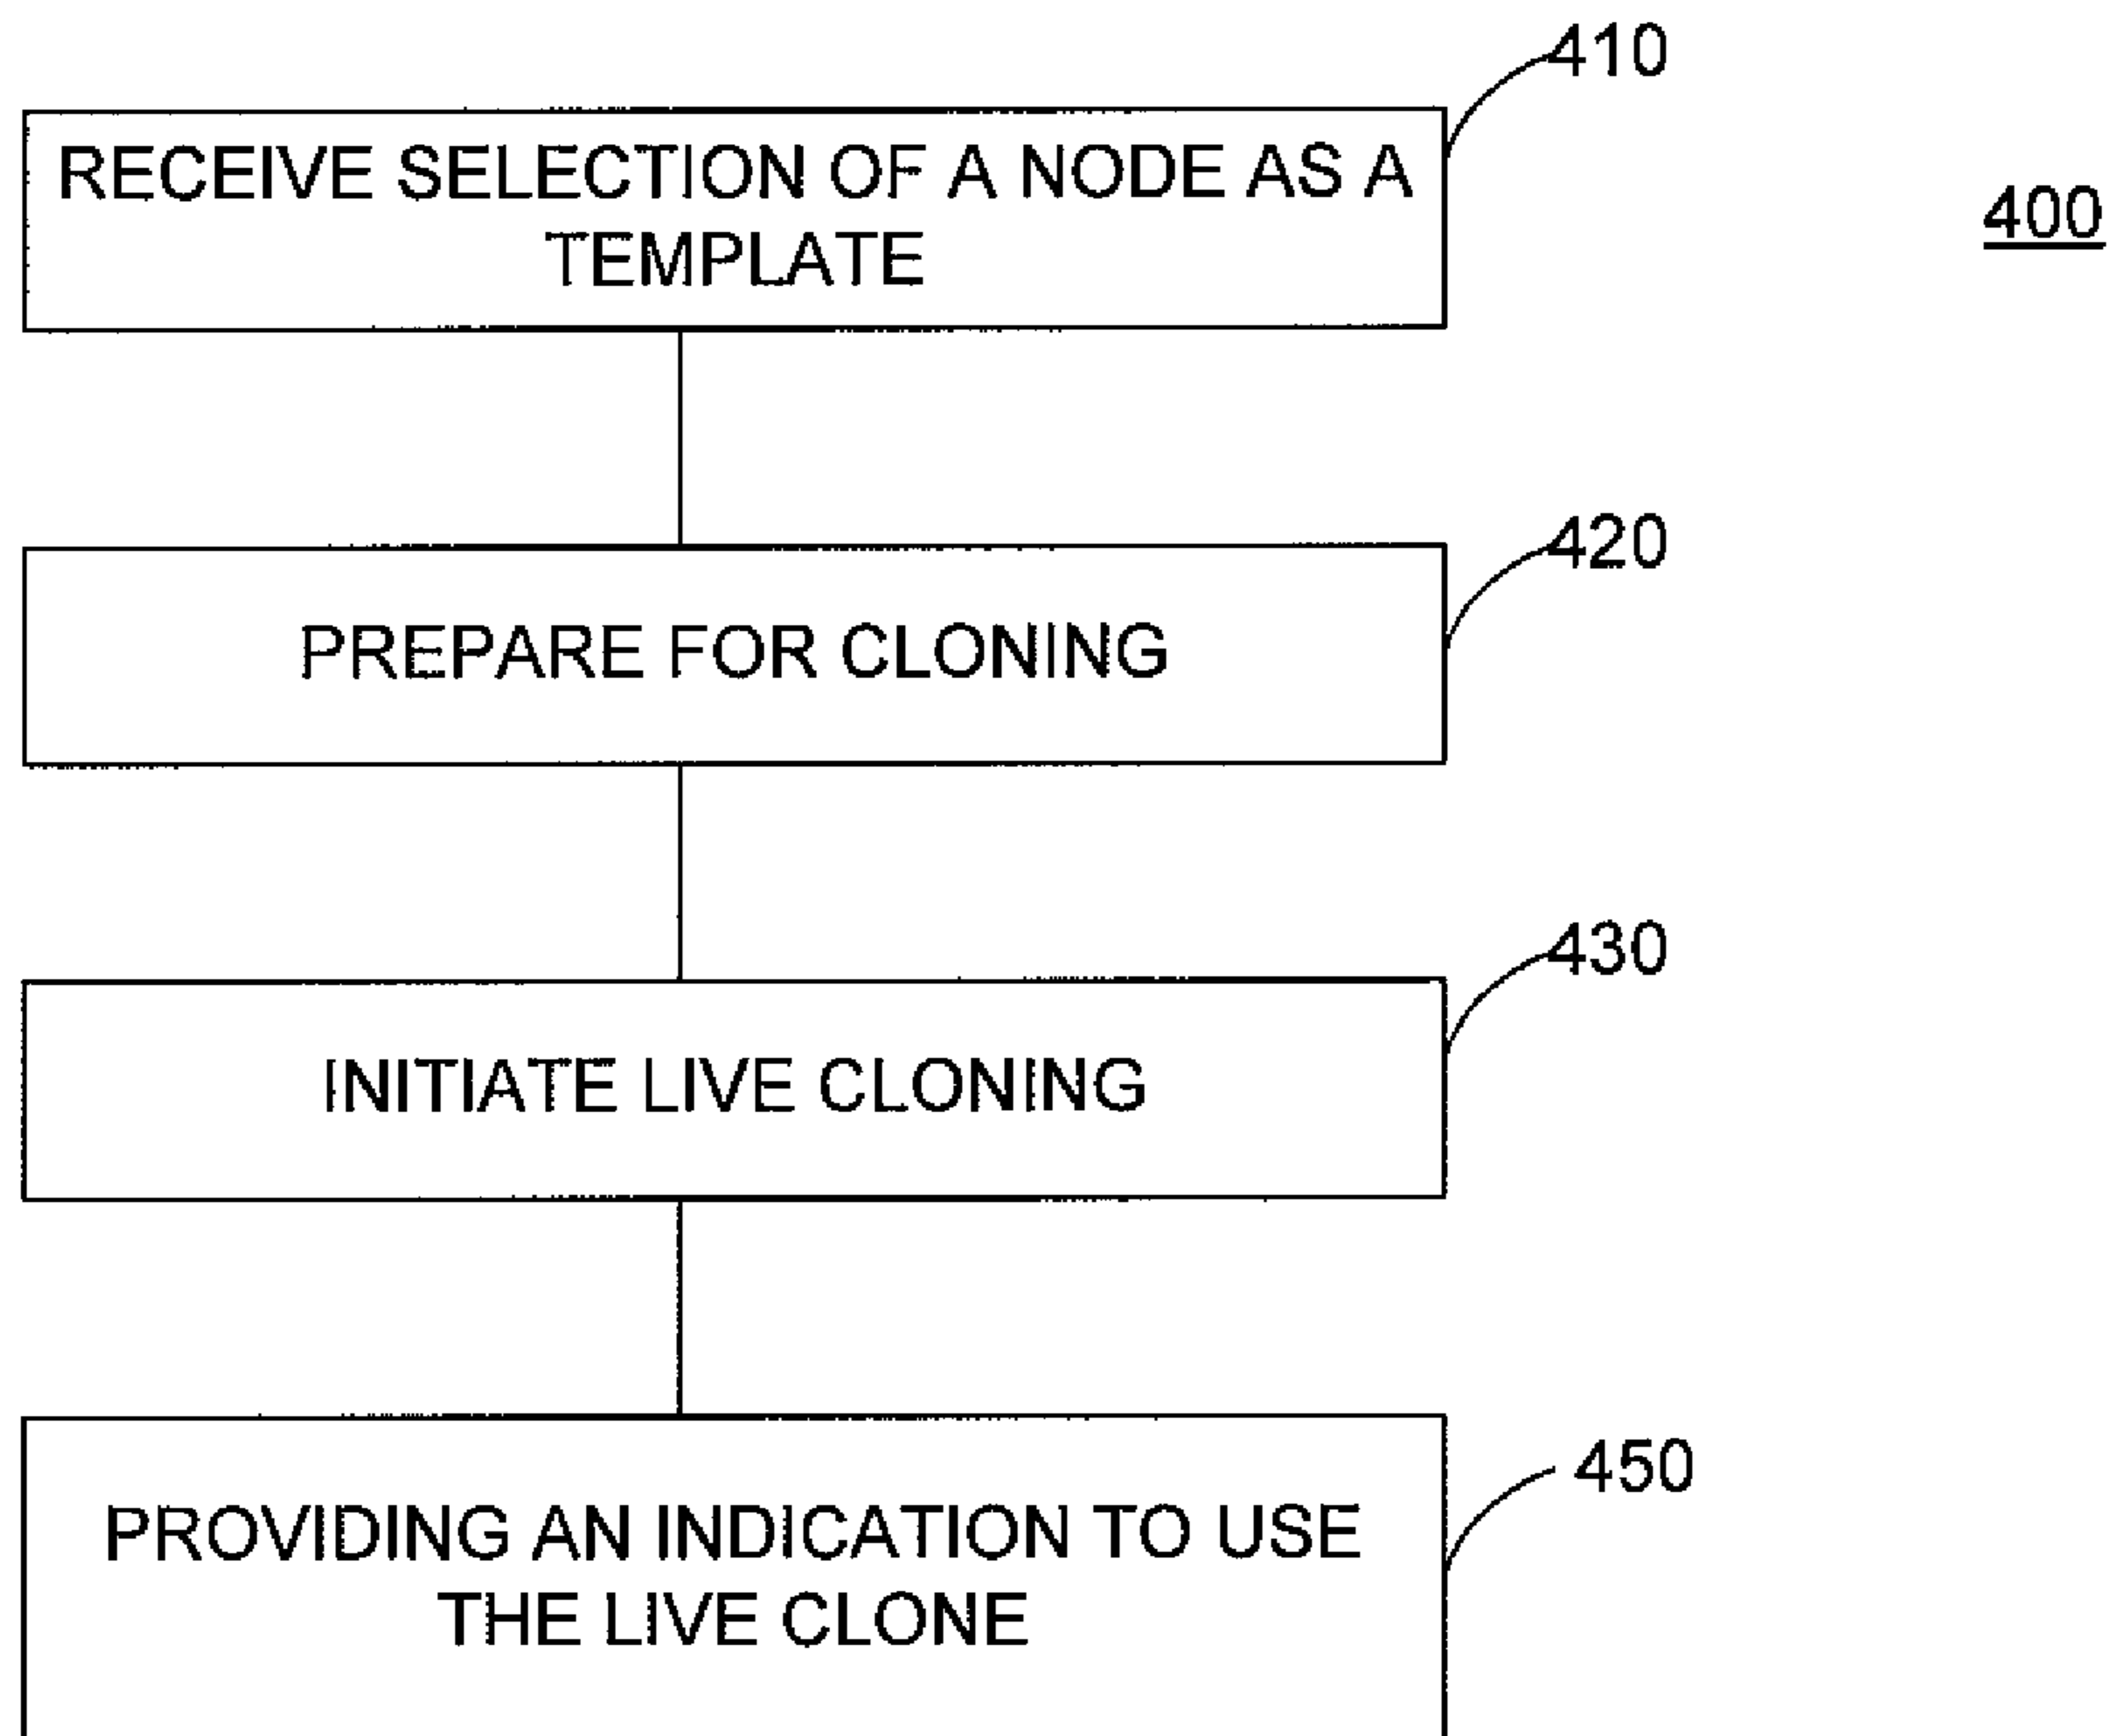 410
RECEIVE SELECTION OF A NODE AS A
TEMPLATE
400
420
PREPARE FOR CLONING
430
INITIATE LIVE CLONING
450
PROVIDING AN INDICATION TO USE
THE LIVE CLONE